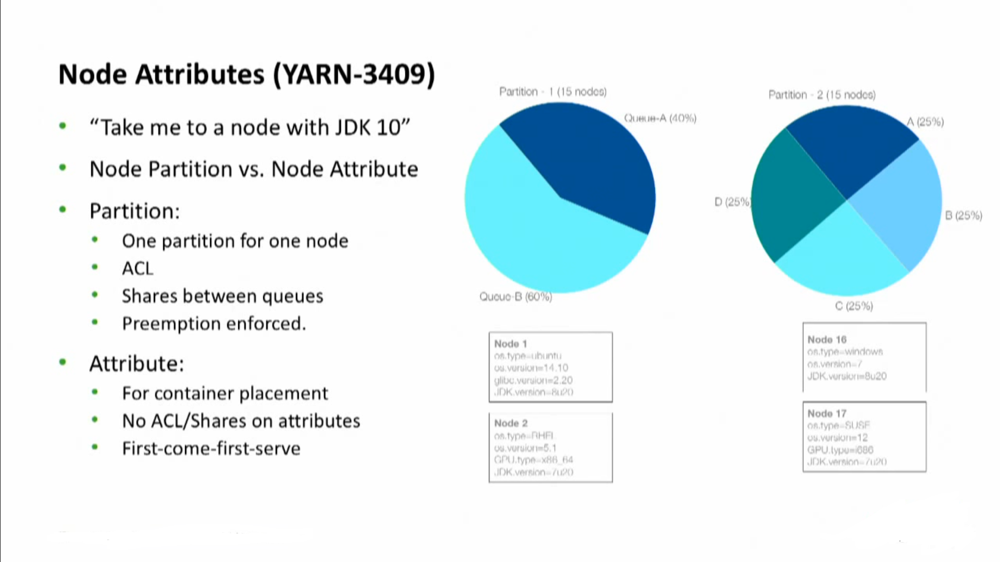 Node Attributes (YARN-3409)
“Take me to a node with JDK 10”
Node Partition vs. Node Attribute
Partition:
One partition for one node
ACL
Shares between queues
Preemption enforced.
Attribute:
For container placement
No ACL/Shares on attributes
First-come-first-serve
Partition - 1 (15 nodes)
Queue-A (40%)
Queue-B (60%)
Partition - 2 (15 nodes)
A (25%)
B (25%)
C (25%)
D (25%)
Node 1
os.type=ubuntu
os.version=14.10
glibc.version=2.20
JDK.version=8u20
Node 2
os.type=RHEL
os.version=5.1
GPU.type=x86_64
JDK.version=7u20
Node 16
os.type=windows
os.version=7
JDK.version=8u20
Node 17
os.type=SUSE
os.version=12
GPU.type=i686
JDK.version=7u20